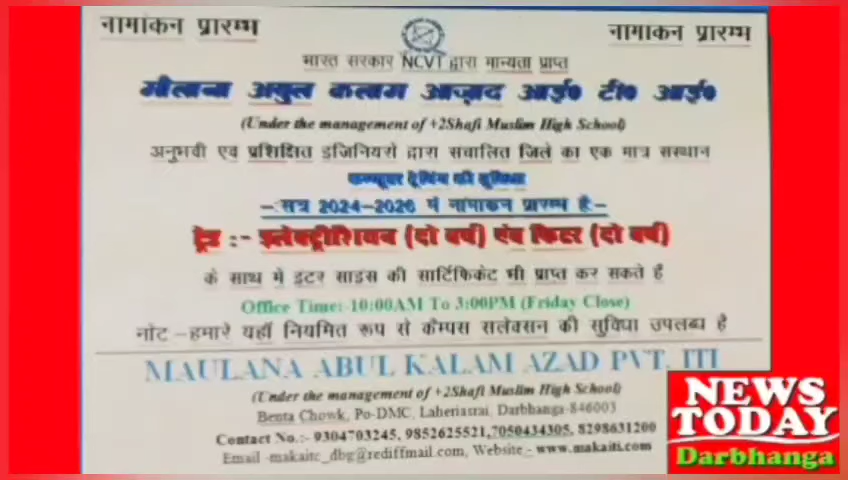 नामांकन प्रारम्भ
नामांकन प्रारम्भ
भारत सरकार NCVT द्वारा मान्यता प्राप्त
मौलाना अबुल कलाम आज़ाद आई० टी० आई०
(Under the management of +2Shafi Muslim High School)
अनुभवी एवं प्रशिक्षित इंजिनियरों द्वारा संचालित जिले का एक मात्र संस्थान
कम्प्यूटर ट्रेनिंग की सुविधा
-: सत्र 2024-2026 में नामांकन प्रारम्भ है:-
ट्रेड :- इलेक्ट्रीशियन (दो वर्ष) एंव फिटर (दो वर्ष)
के साथ में इंटर साइंस की सार्टिफिकेट भी प्राप्त कर सकते हैं
Office Time:-10:00AM To 3:00PM (Friday Close)
नोट –हमारे यहाँ नियमित रूप से कैम्पस सलेक्सन की सुविधा उपलब्ध है
MAULANA ABUL KALAM AZAD PVT. ITI
(Under the management of +2Shafi Muslim High School)
Benta Chowk, Po-DMC, Laheriasrai, Darbhanga-846003
Contact No.:- 9304703245, 9852625521,7050434305, 8298631200
Email -makaitc_dbg@rediffmail.com, Website:- www.makaiti.com
NEWS
TODAY
Darbhanga